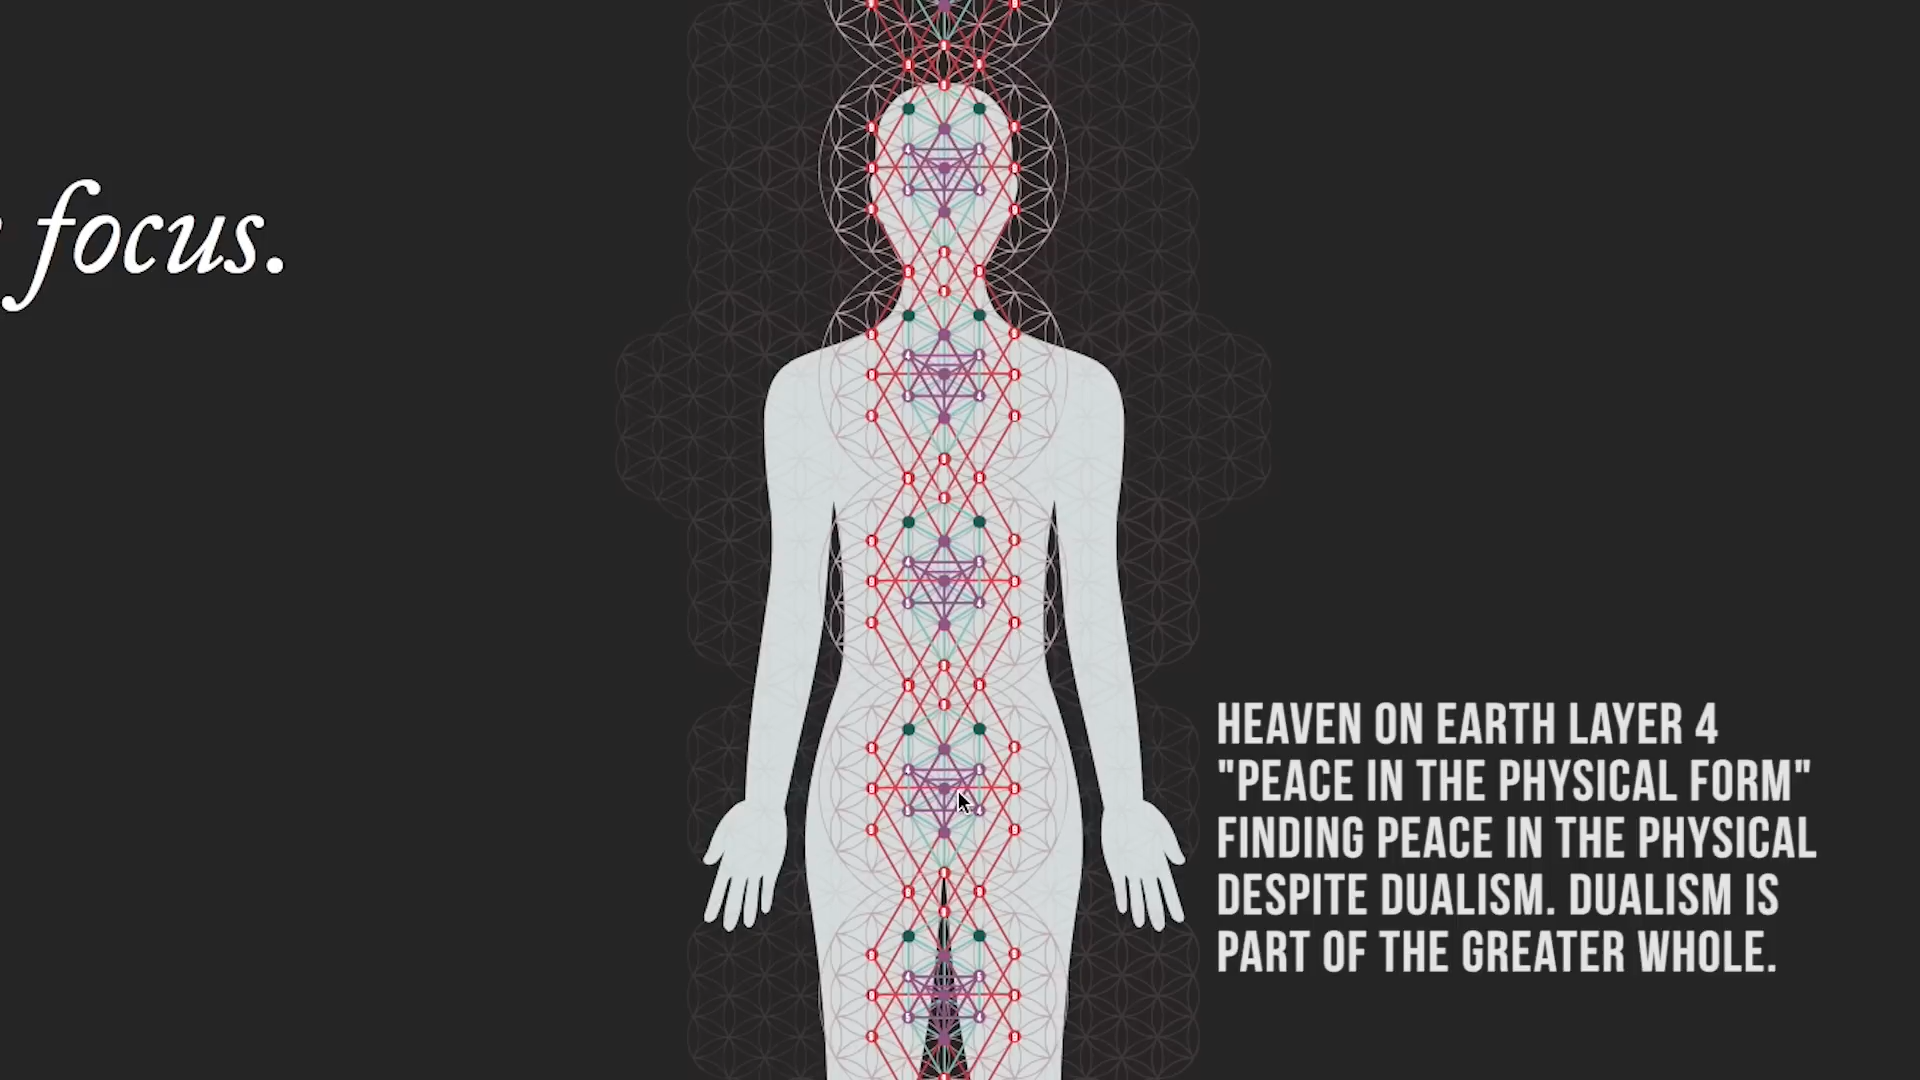 focus.
HEAVEN ON EARTH LAYER 4
"PEACE IN THE PHYSICAL FORM"
FINDING PEACE IN THE PHYSICAL
DESPITE DUALISM. DUALISM IS
PART OF THE GREATER WHOLE.